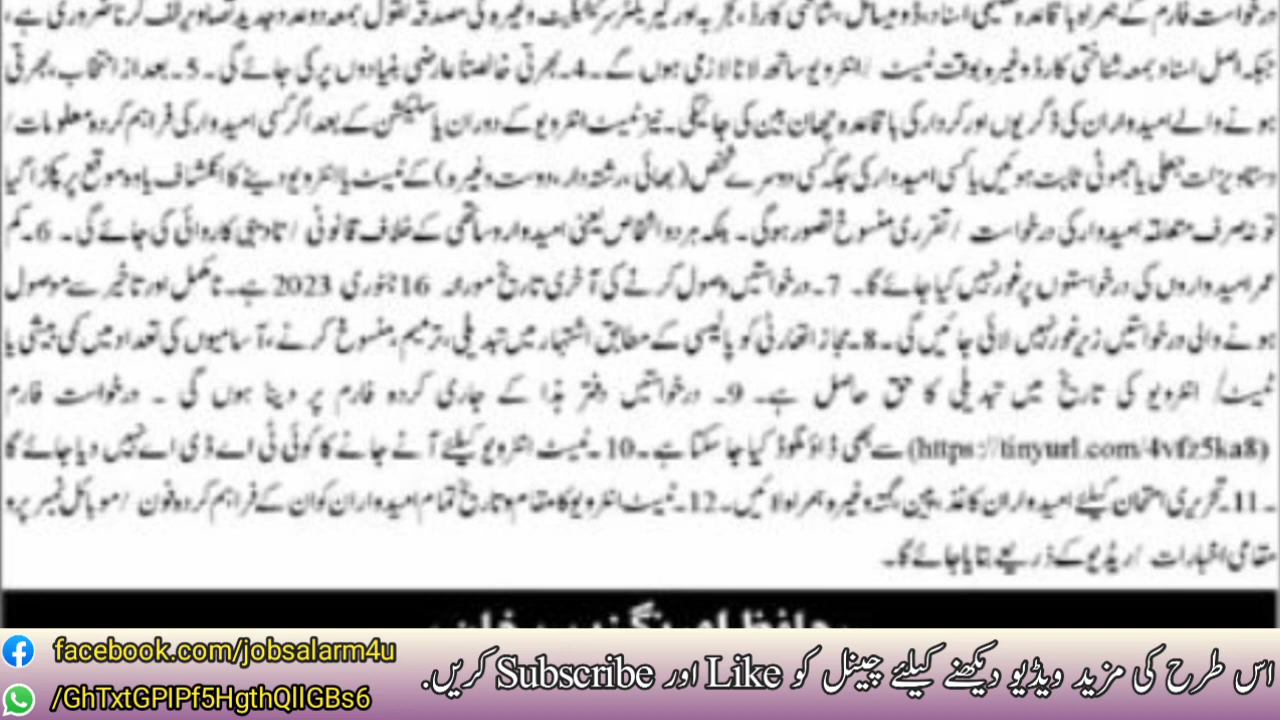 درخواست فارم کے ہمراہ باقاعدہ تعلیمی اسناد، ڈومیسائل، شناختی کارڈ، تجربہ اور کیریکٹر سرٹیفکیٹ وغیرہ کی مصدقہ نقول بمعہ دو عدد جدید تصاویر لف کرنا ضروری ہے،
جبکہ اصل اسناد بمعہ شناختی کارڈ وغیرہ بوقت ٹیسٹ / انٹرویو ساتھ لانا لازمی ہوں گے۔ 4۔ بھرتی خالصتاً عارضی بنیادوں پر کی جائے گی۔ 5۔ بعد از انتخاب، بھرتی
ہونے والے امیدواران کی ڈگریوں اور کردار کی باقاعدہ چھان بین کی جائیگی۔ نیز ٹیسٹ انٹرویو کے دوران یا سلیکشن کے بعد اگر کسی امیدوار کی فراہم کردہ معلومات/
دستاویزات جعلی یا جھوٹی ثابت ہوئیں یا کسی امیدوار کی جگہ کسی دوسرے شخص (بھائی، رشتہ دار، دوست وغیرہ) کے ٹیسٹ یا انٹرویو دینے کا انکشاف یا وہ موقع پر پکڑا گیا
تو نہ صرف متعلقہ امیدوار کی درخواست / تقرری منسوخ تصور ہوگی۔ بلکہ ہر دو اشخاص یعنی امیدوار و ساتھی کے خلاف قانونی / تادیبی کاروائی کی جائے گی۔ 6۔ کم
عمر امیدواروں کی درخواستوں پر غور نہیں کیا جائے گا۔ 7۔ درخواستیں وصول کرنے کی آخری تاریخ مورخہ 16 جنوری 2023 ہے۔ نامکمل اور تاخیر سے موصول
ہونے والی درخواستیں زیر غور نہیں لائی جائیں گی۔ 8۔ مجاز اتھارٹی کو پالیسی کے مطابق اشتہار میں تبدیلی، ترمیم، منسوخ کرنے، آسامیوں کی تعداد میں کمی بیشی یا
ٹیسٹ/ انٹرویو کی تاریخ میں تبدیلی کا حق حاصل ہے۔ 9۔ درخواستیں دفتر ہذا کے جاری کردہ فارم پر دینا ہوں گی ۔ درخواست فارم
(https://tinyurl.com/4vfz5ka8) سے بھی ڈاؤنلوڈ کیا جا سکتا ہے۔ 10۔ ٹیسٹ انٹرویو کیلئے آنے جانے کا کوئی ٹی اے ڈی اے نہیں دیا جائے گا
۔ 11۔ تحریری امتحان کیلئے امیدواران کاغذ، پین، گتہ وغیرہ ہمراہ لائیں۔ 12۔ ٹیسٹ انٹرویو کا مقام و تاریخ تمام امیدواران کو ان کے فراہم کردہ فون / موبائل نمبر پر و
مقامی اخبارات / ریڈیو کے ذریعے بتایا جائے گا۔
اس طرح کی مزید ویڈیو دیکھنے کیلئے چینل کو Like اور Subscribe کریں.
facebook.com/jobsalarm4u
/GhTxtGPIPf5HgthQllGBs6